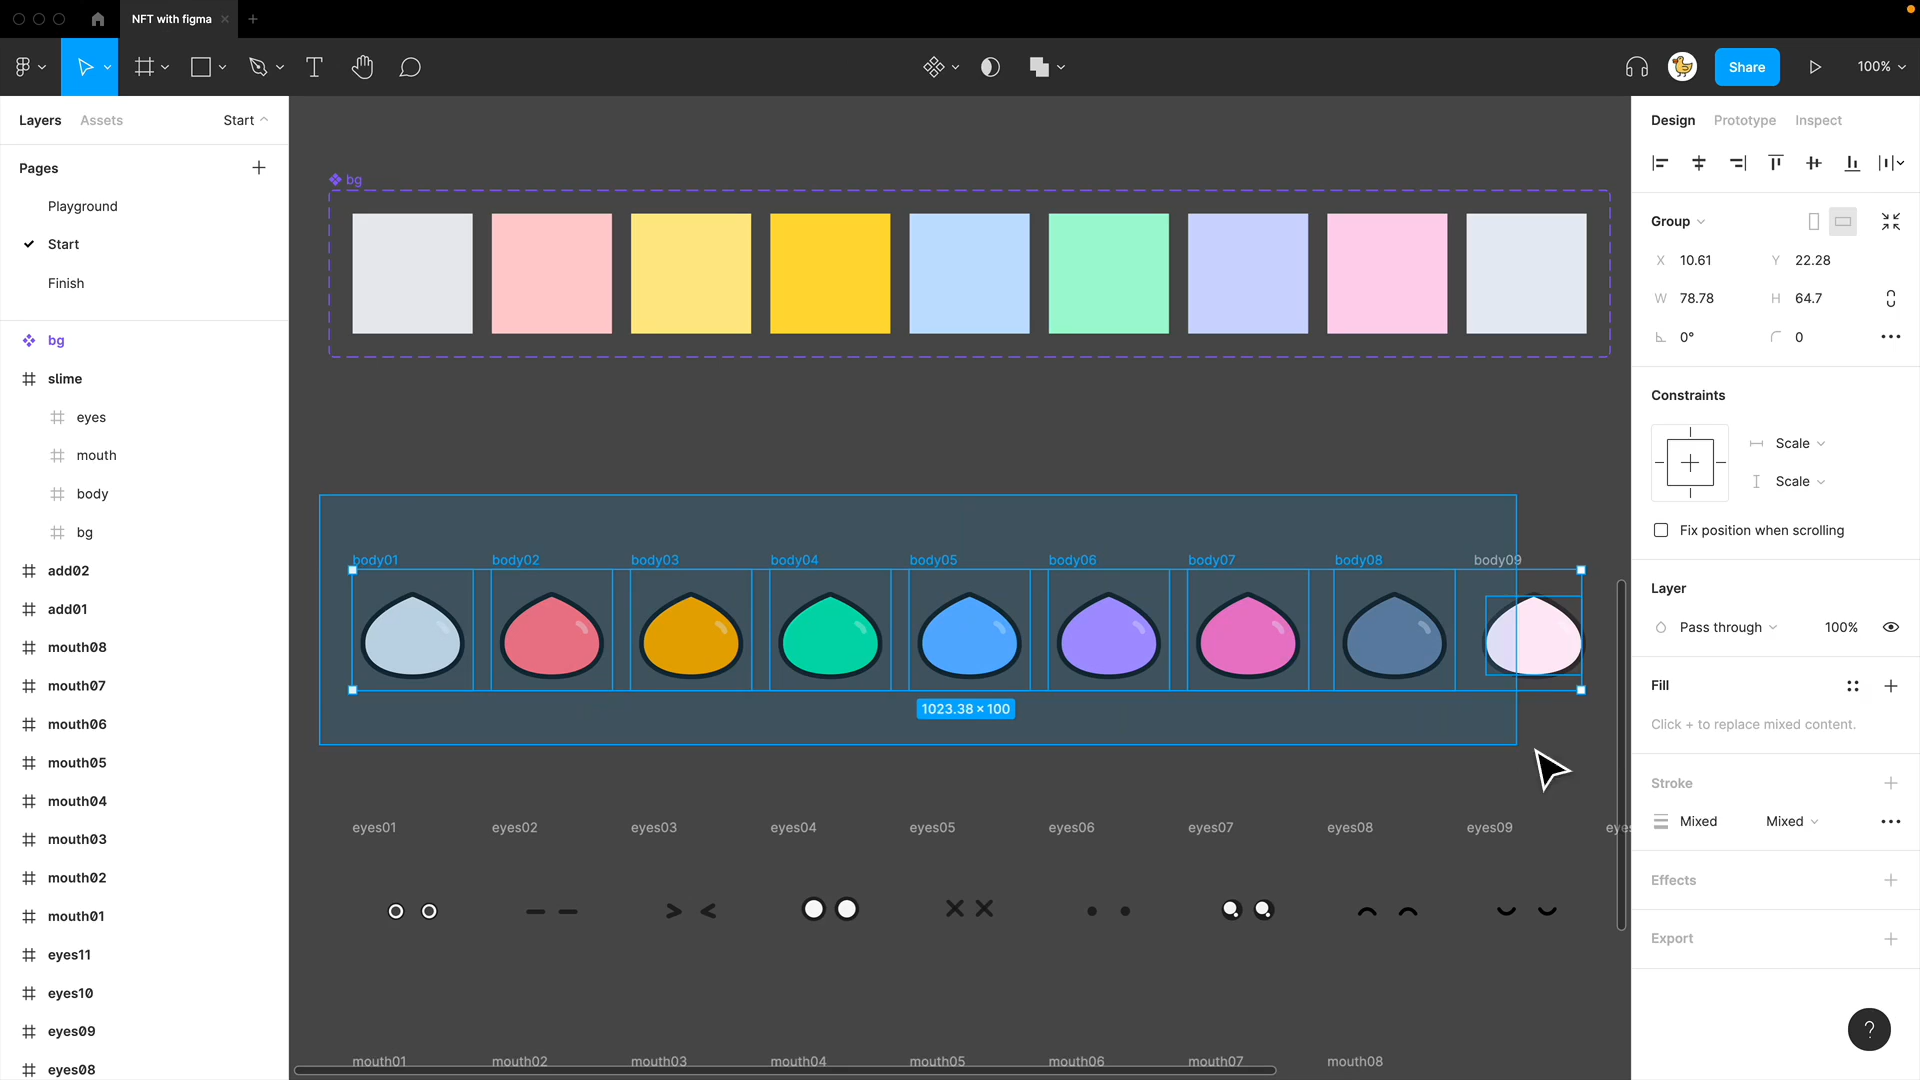 NFT with figma
Share
100%
Layers
Assets
Start
Pages
Playground
Start
Finish
bg
slime
eyes
mouth
body
bg
add02
add01
mouth08
mouth07
mouth06
mouth05
mouth04
mouth03
mouth02
mouth01
eyes11
eyes10
eyes09
eyes08
bg
body01
body02
body03
body04
body05
body06
body07
body08
body09
1023.38 × 100
eyes01
eyes02
eyes03
eyes04
eyes05
eyes06
eyes07
eyes08
eyes09
eyes
mouth01
mouth02
mouth03
mouth04
mouth05
mouth06
mouth07
mouth08
Design
Prototype
Inspect
Group
X 10.61
Y 22.28
W 78.78
H 64.7
0°
0
Constraints
Scale
Scale
Fix position when scrolling
Layer
Pass through
100%
Fill
Click + to replace mixed content.
Stroke
Mixed
Mixed
Effects
Export
?